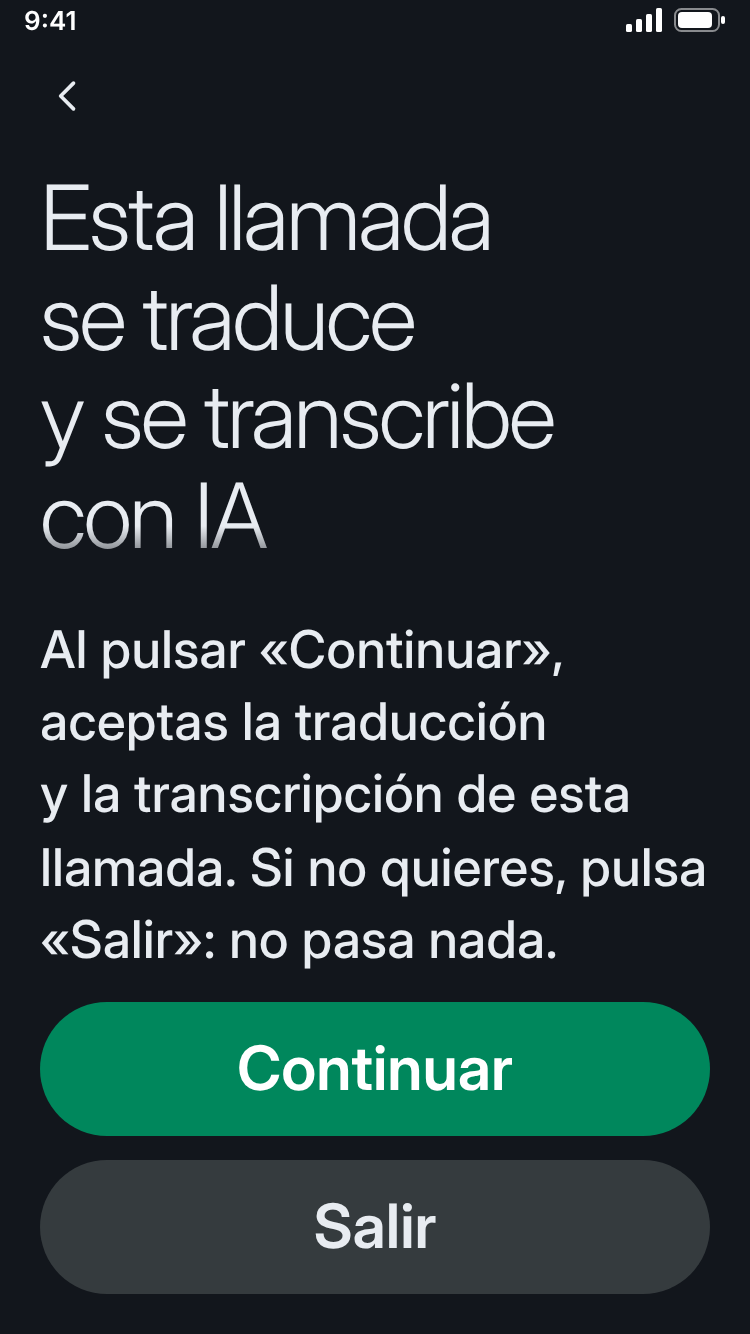 9:41
Esta llamada
se traduce
y se transcribe
con IA
Al pulsar «Continuar»,
aceptas la traducción
y la transcripción de esta
llamada. Si no quieres, pulsa
«Salir»: no pasa nada.
Continuar
Salir